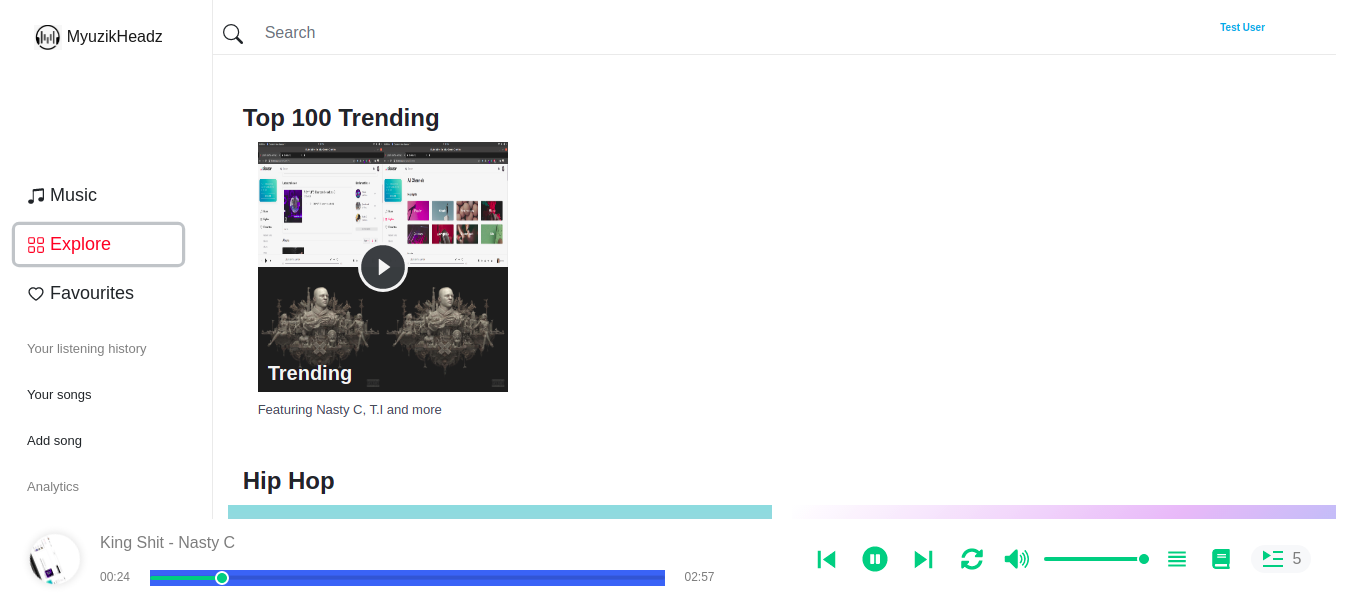 MyuzikHeadz
Search
Test User
Top 100 Trending
Music
Explore
Favourites
Your listening history
Your songs
Add song
Analytics
Trending
Featuring Nasty C, T.I and more
Hip Hop
King Shit - Nasty C
00:24
02:57
5